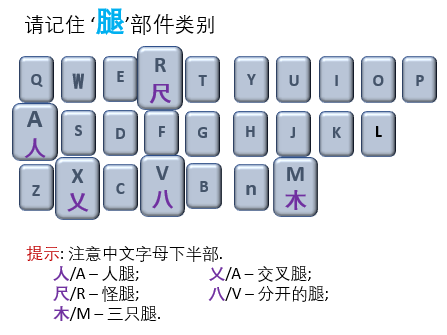 请记住 ‘腿’部件类别
Q W E R T Y U I O P
尺
A S D F G H J K L
人
Z X C V B n M
乂 八 木
提示: 注意中文字母下半部.
人/A – 人腿; 乂/A – 交叉腿;
尺/R – 怪腿; 八/V – 分开的腿;
木/M – 三只腿.